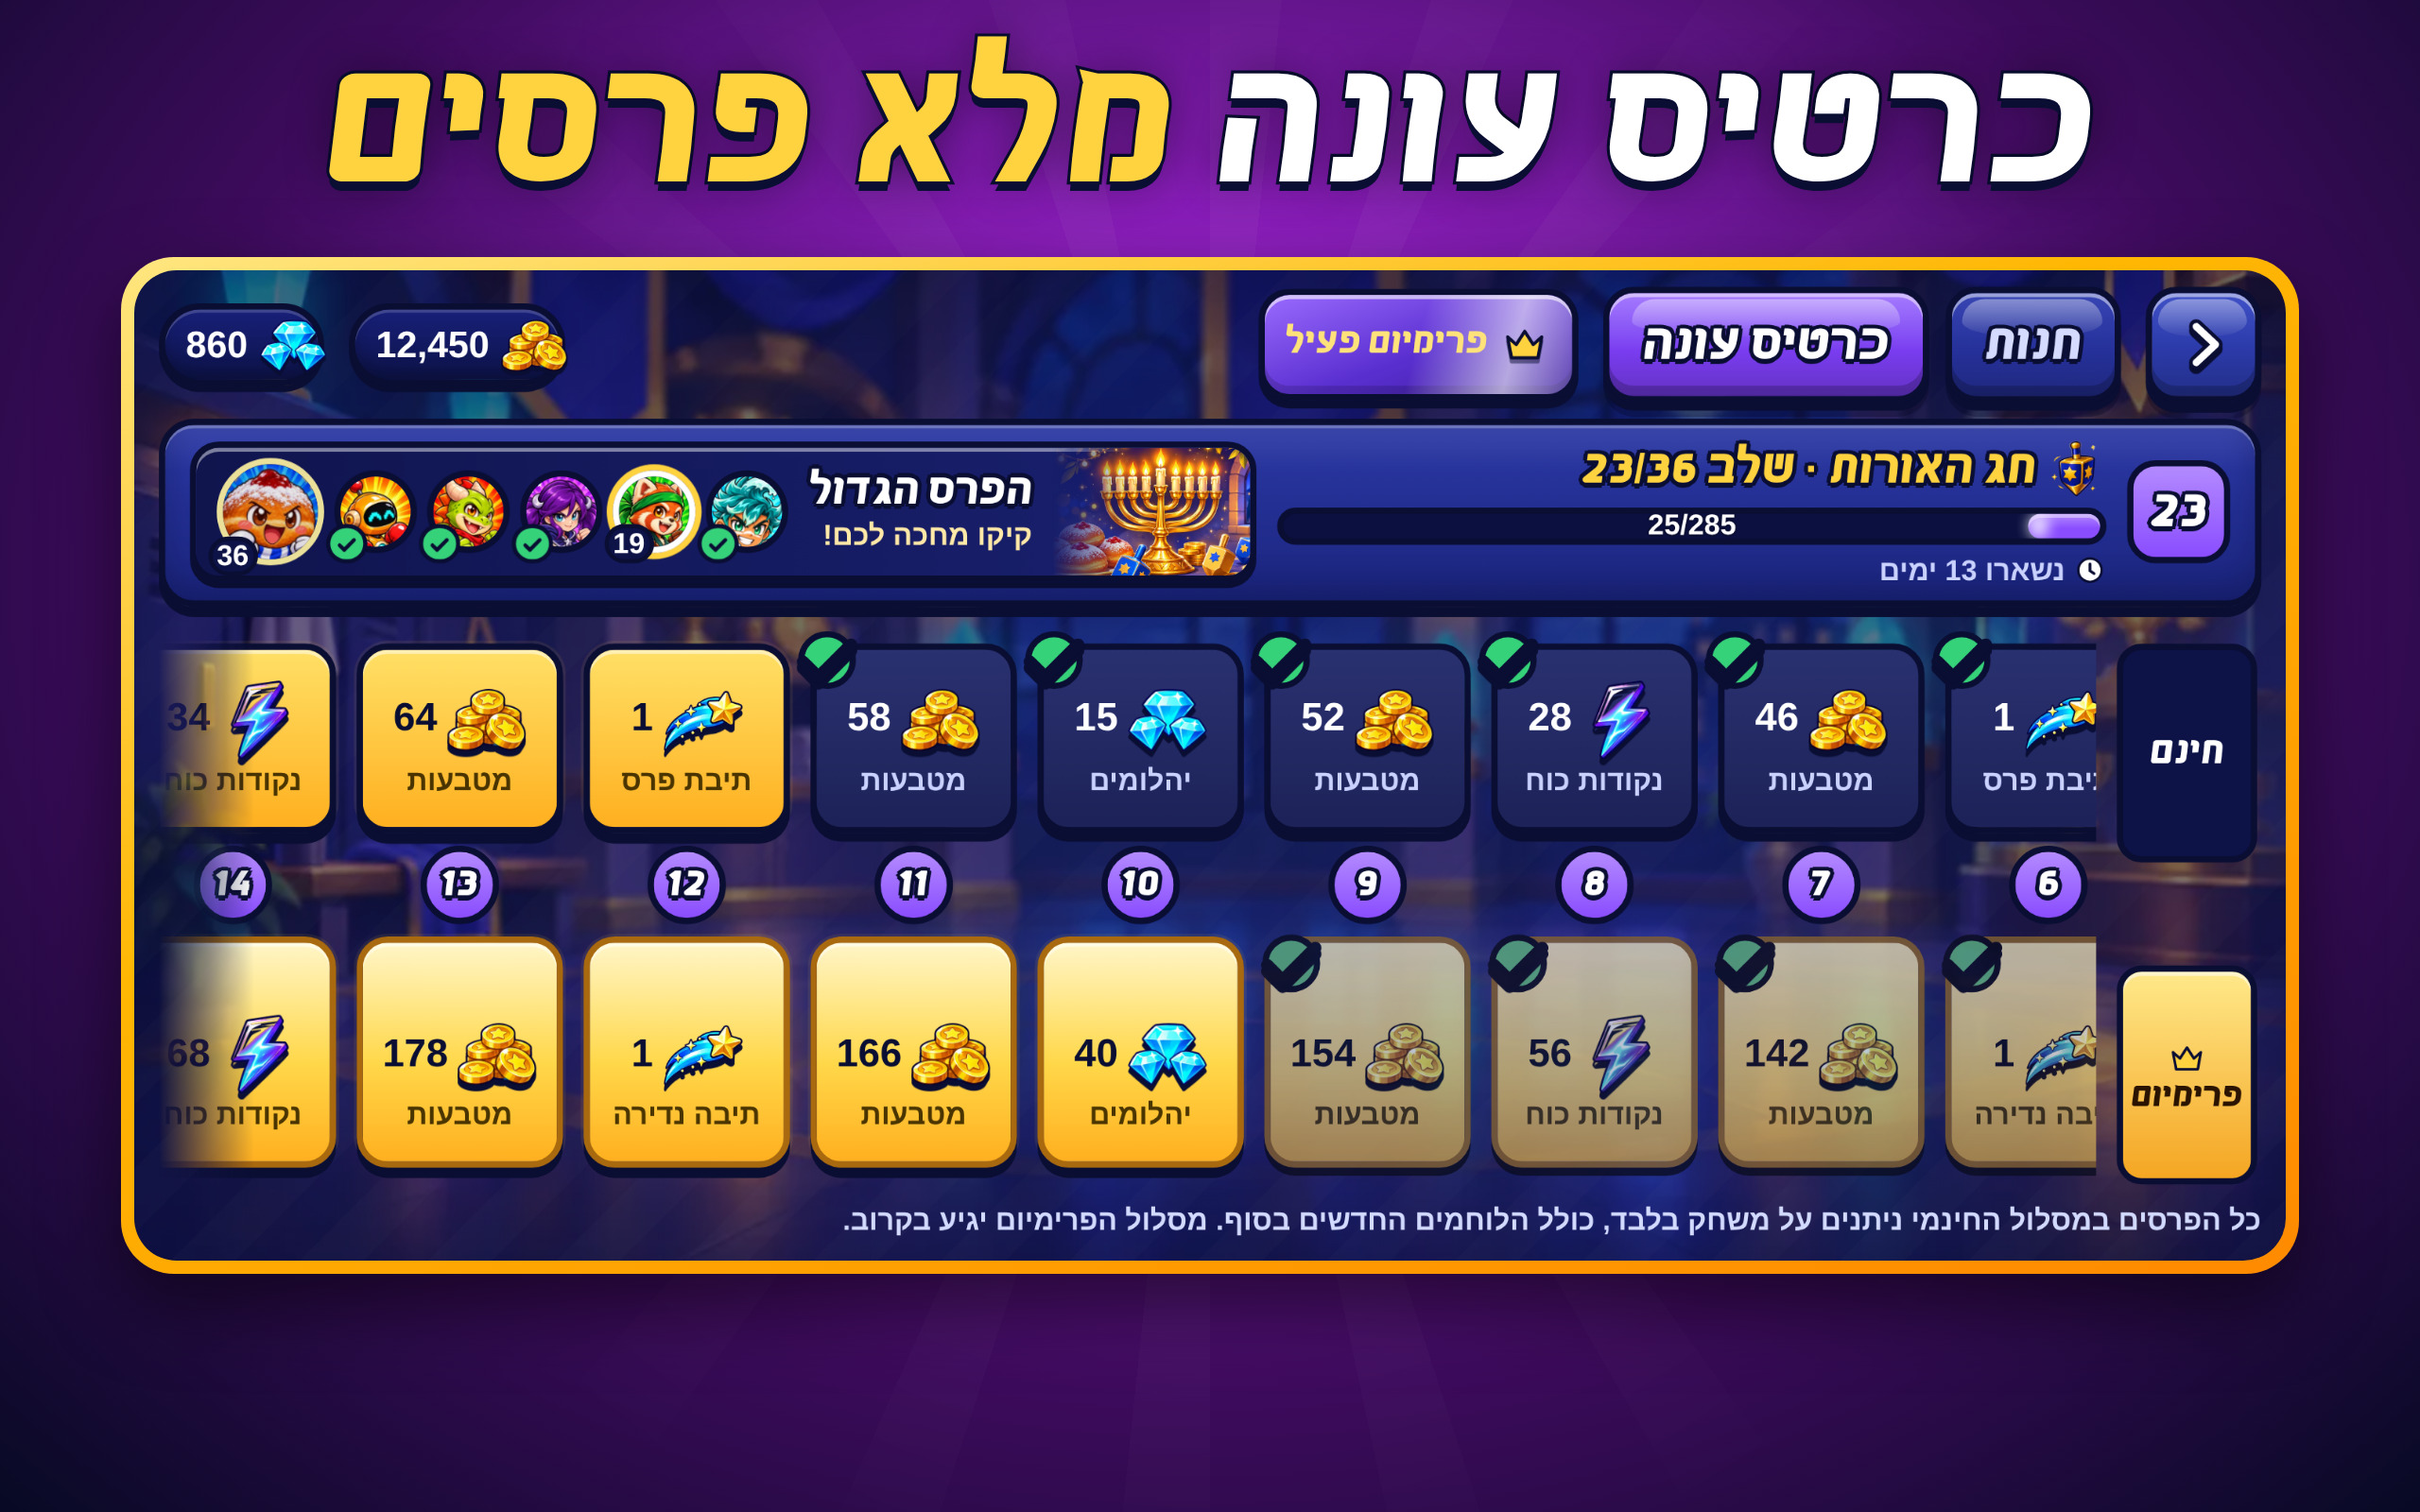 כרטיס עונה מלא פרסים
חנות
כרטיס עונה
פרימיום פעיל
12,450
860
23
חג האורות · שלב 23/36
25/285
נשארו 13 ימים
הפרס הגדול
קיקו מחכה לכם!
19
36
חינם
1
תיבת פרס
46
מטבעות
28
נקודות כוח
52
מטבעות
15
יהלומים
58
מטבעות
1
תיבת פרס
64
מטבעות
34
נקודות כוח
6 7 8 9 10 11 12 13 14
פרימיום
1
תיבה נדירה
142
מטבעות
56
נקודות כוח
154
מטבעות
40
יהלומים
166
מטבעות
1
תיבה נדירה
178
מטבעות
68
נקודות כוח
כל הפרסים במסלול החינמי ניתנים על משחק בלבד, כולל הלוחמים החדשים בסוף. מסלול הפרימיום יגיע בקרוב.